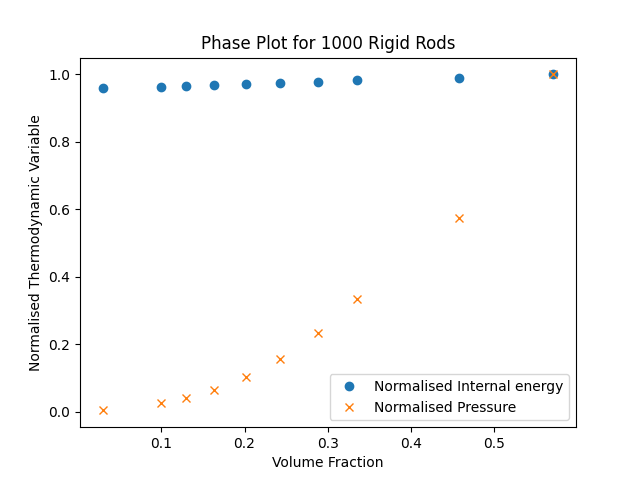 Phase Plot for 1000 Rigid Rods
Normalised Thermodynamic Variable
1.0
0.8
0.6
0.4
0.2
0.0
Normalised Internal energy
Normalised Pressure
0.1 0.2 0.3 0.4 0.5
Volume Fraction